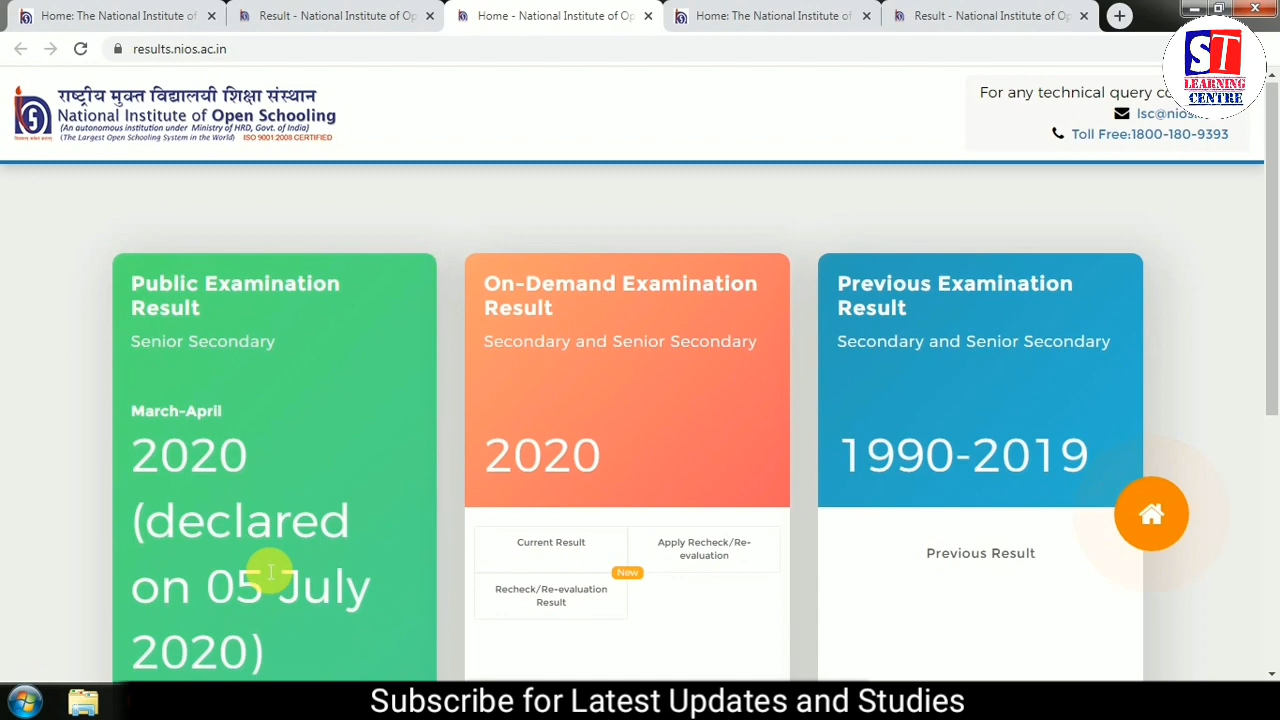 Home: The National Institute of
Result - National Institute of Op
Home - National Institute of Op
Home: The National Institute of
Result - National Institute of Op
results.nios.ac.in
ST
LEARNING
CENTRE
राष्ट्रीय मुक्त विद्यालयी शिक्षा संस्थान
National Institute of Open Schooling
(An autonomous institution under Ministry of HRD, Govt. of India)
(The Largest Open Schooling System in the World) ISO 9001:2008 CERTIFIED
For any technical query co
lsc@nios.
Toll Free:1800-180-9393
Public Examination
Result
Senior Secondary
March-April
2020
(declared
on 05 July
2020)
On-Demand Examination
Result
Secondary and Senior Secondary
2020
Current Result
Apply Recheck/Re-
evaluation
New
Recheck/Re-evaluation
Result
Previous Examination
Result
Secondary and Senior Secondary
1990-2019
Previous Result
Subscribe for Latest Updates and Studies